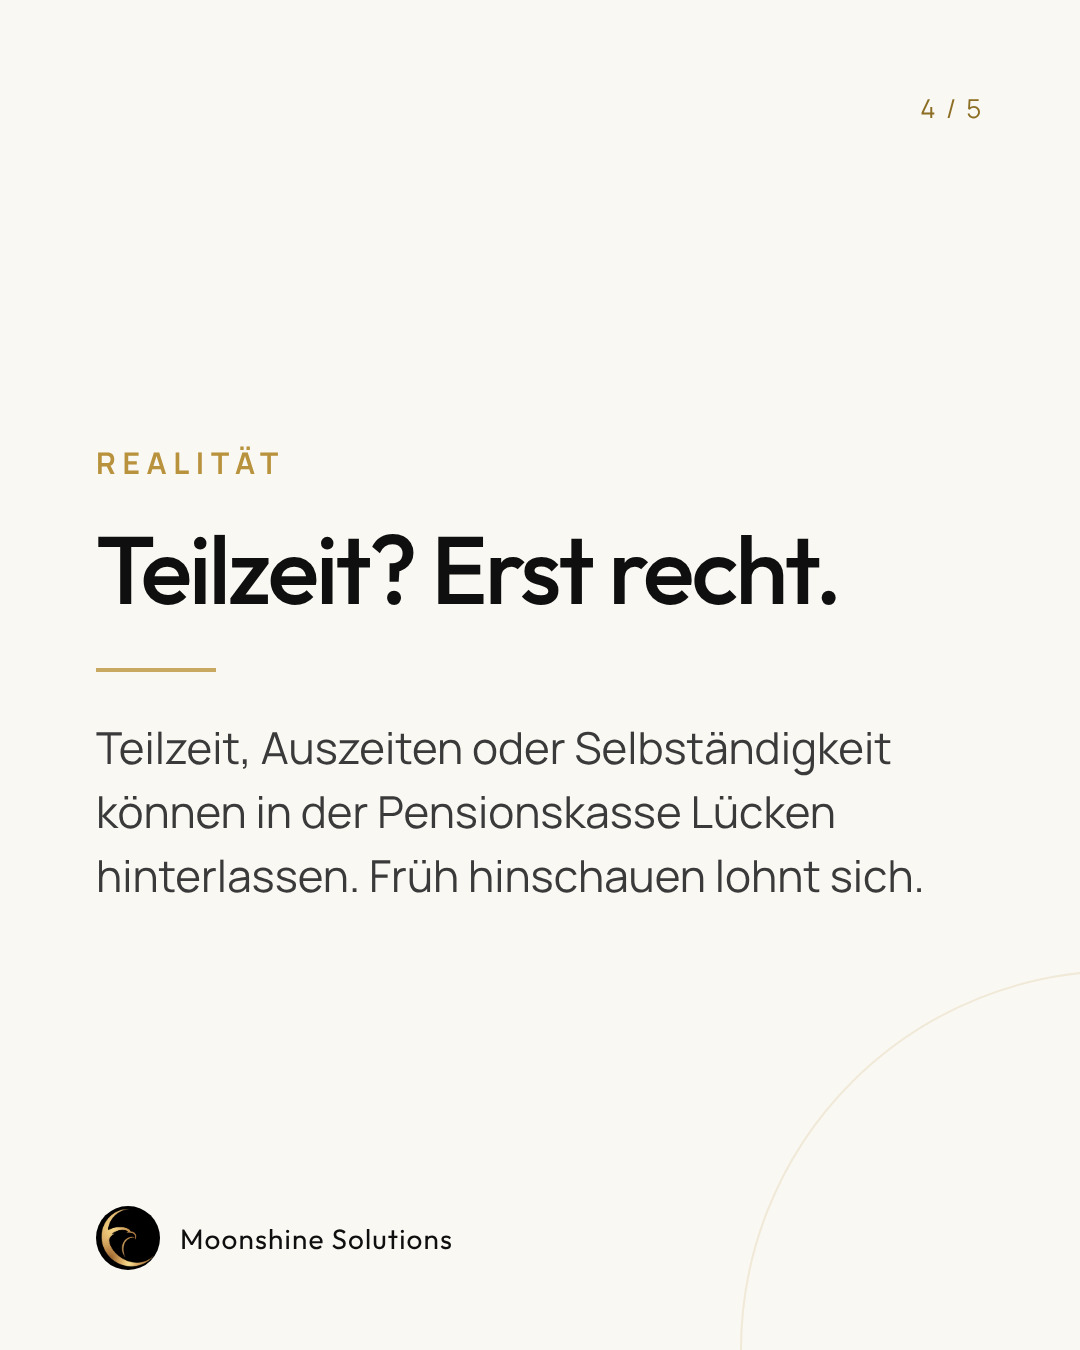 4 / 5
REALITÄT
Teilzeit? Erst recht.
Teilzeit, Auszeiten oder Selbständigkeit
können in der Pensionskasse Lücken
hinterlassen. Früh hinschauen lohnt sich.
Moonshine Solutions